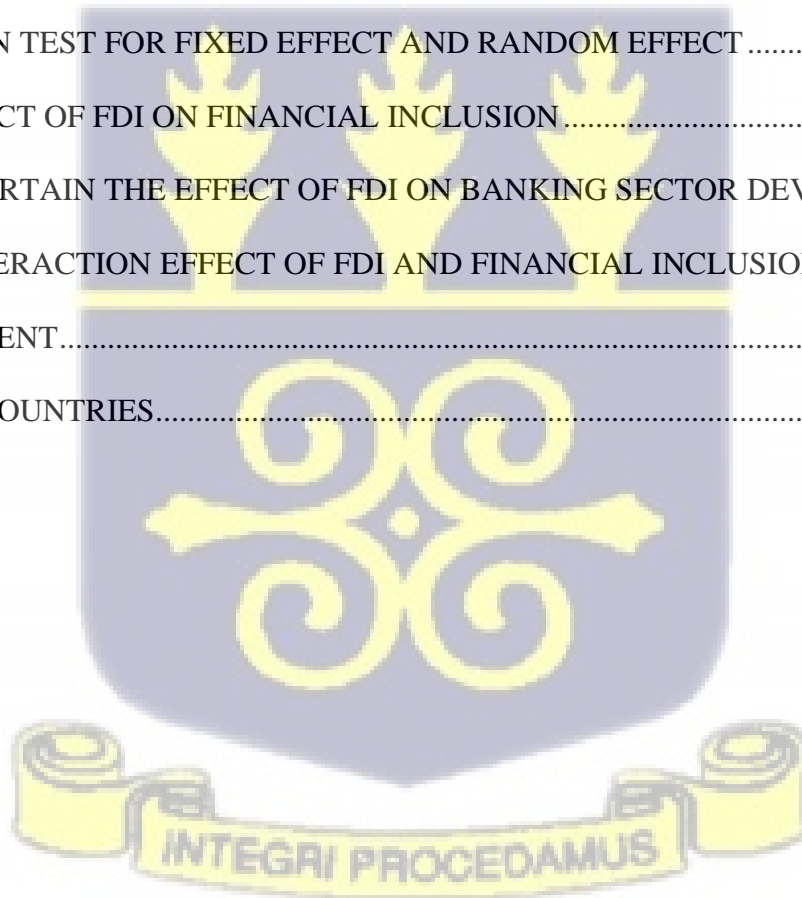 N TEST FOR FIXED EFFECT AND RANDOM EFFECT ......
CT OF FDI ON FINANCIAL INCLUSION ........................
RTAIN THE EFFECT OF FDI ON BANKING SECTOR DEV
ERACTION EFFECT OF FDI AND FINANCIAL INCLUSIO
ENT ........................................................................
OUNTRIES ................................................................
INTEGRI PROCEDAMUS